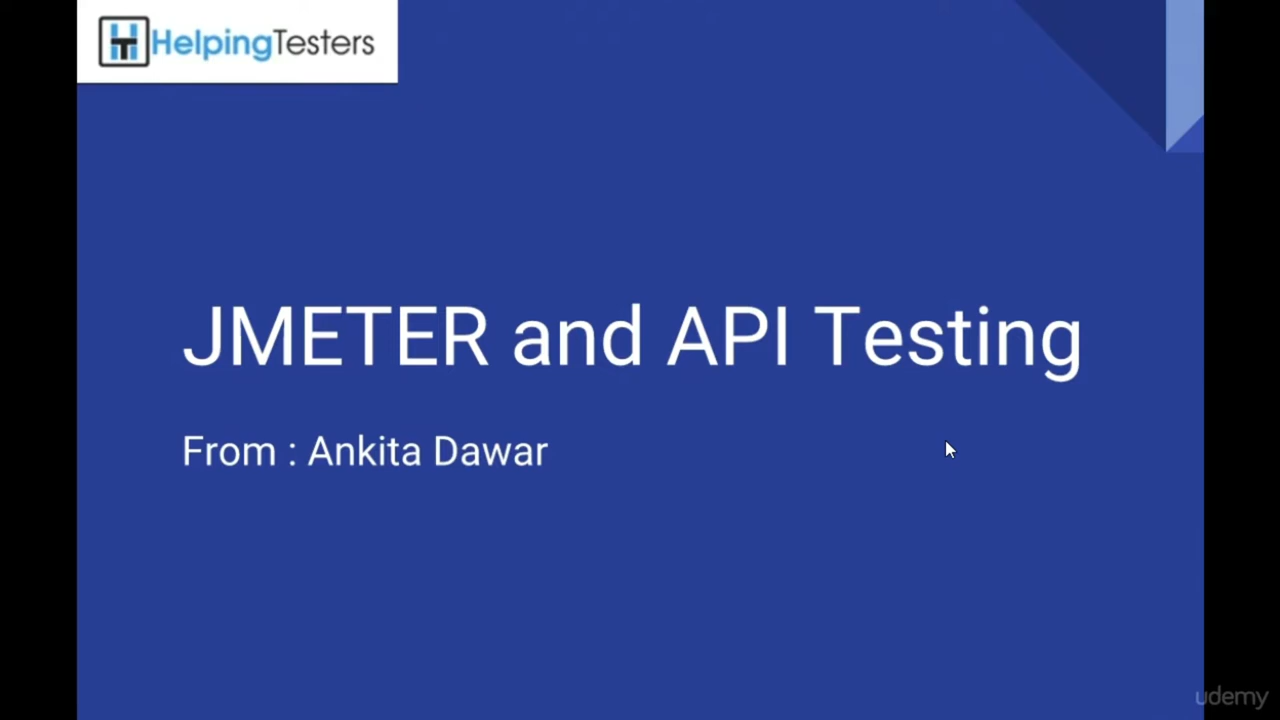 HelpingTesters
JMETER and API Testing
From : Ankita Dawar
udemy